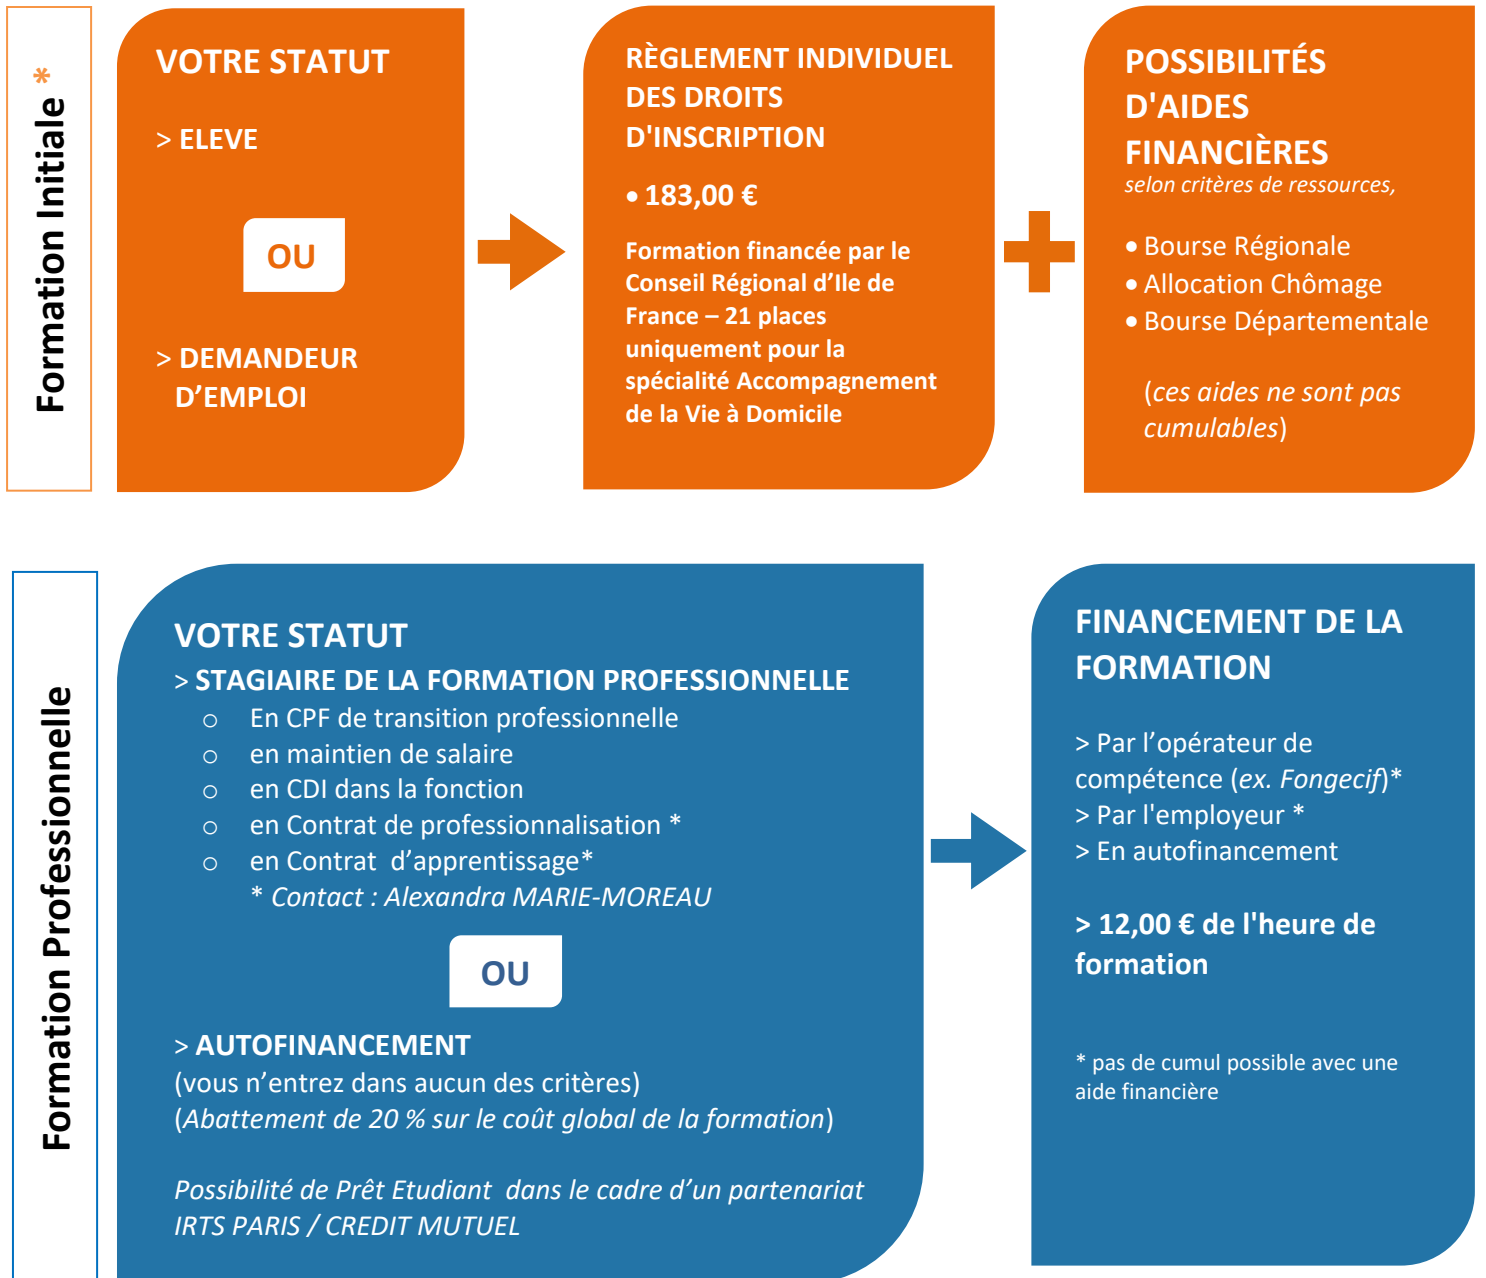 Formation Initiale *
VOTRE STATUT
> ELEVE
OU
> DEMANDEUR
D’EMPLOI
RÈGLEMENT INDIVIDUEL
DES DROITS
D'INSCRIPTION
• 183,00 €
Formation financée par le
Conseil Régional d’Ile de
France – 21 places
uniquement pour la
spécialité Accompagnement
de la Vie à Domicile
POSSIBILITÉS
D'AIDES
FINANCIÈRES
selon critères de ressources,
• Bourse Régionale
• Allocation Chômage
• Bourse Départementale
(ces aides ne sont pas
cumulables)
Formation Professionnelle
VOTRE STATUT
> STAGIAIRE DE LA FORMATION PROFESSIONNELLE
o En CPF de transition professionnelle
o en maintien de salaire
o en CDI dans la fonction
o en Contrat de professionnalisation *
o en Contrat  d’apprentissage*
* Contact : Alexandra MARIE-MOREAU
OU
> AUTOFINANCEMENT
(vous n’entrez dans aucun des critères)
(Abattement de 20 % sur le coût global de la formation)
Possibilité de Prêt Etudiant  dans le cadre d’un partenariat
IRTS PARIS / CREDIT MUTUEL
FINANCEMENT DE LA
FORMATION
> Par l’opérateur de
compétence (ex. Fongecif)*
> Par l'employeur *
> En autofinancement
> 12,00 € de l'heure de
formation
* pas de cumul possible avec une
aide financière